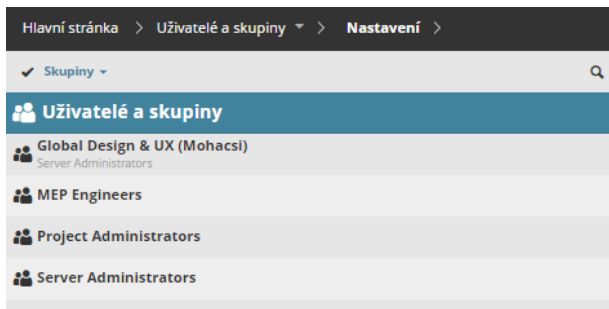 Hlavní stránka > Uživatelé a skupiny > Nastavení >
Skupiny
Uživatelé a skupiny
Global Design & UX (Mohacsi)
Server Administrators
MEP Engineers
Project Administrators
Server Administrators